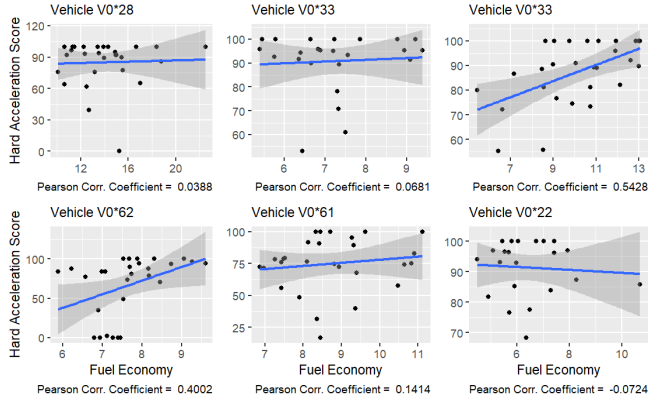 Vehicle V0*28
Vehicle V0*33
Vehicle V0*33
Hard Acceleration Score
120
90
60
30
0
12
16
20
100
90
80
70
60
6
7
8
9
100
90
80
70
60
7
9
11
13
Pearson Corr. Coefficient = 0.0388
Pearson Corr. Coefficient = 0.0681
Pearson Corr. Coefficient = 0.5428
Vehicle V0*62
Vehicle V0*61
Vehicle V0*22
Hard Acceleration Score
100
50
0
6
7
8
9
100
75
50
25
7
8
9
10
11
100
90
80
70
6
8
10
Fuel Economy
Fuel Economy
Fuel Economy
Pearson Corr. Coefficient = 0.4002
Pearson Corr. Coefficient = 0.1414
Pearson Corr. Coefficient = -0.0724